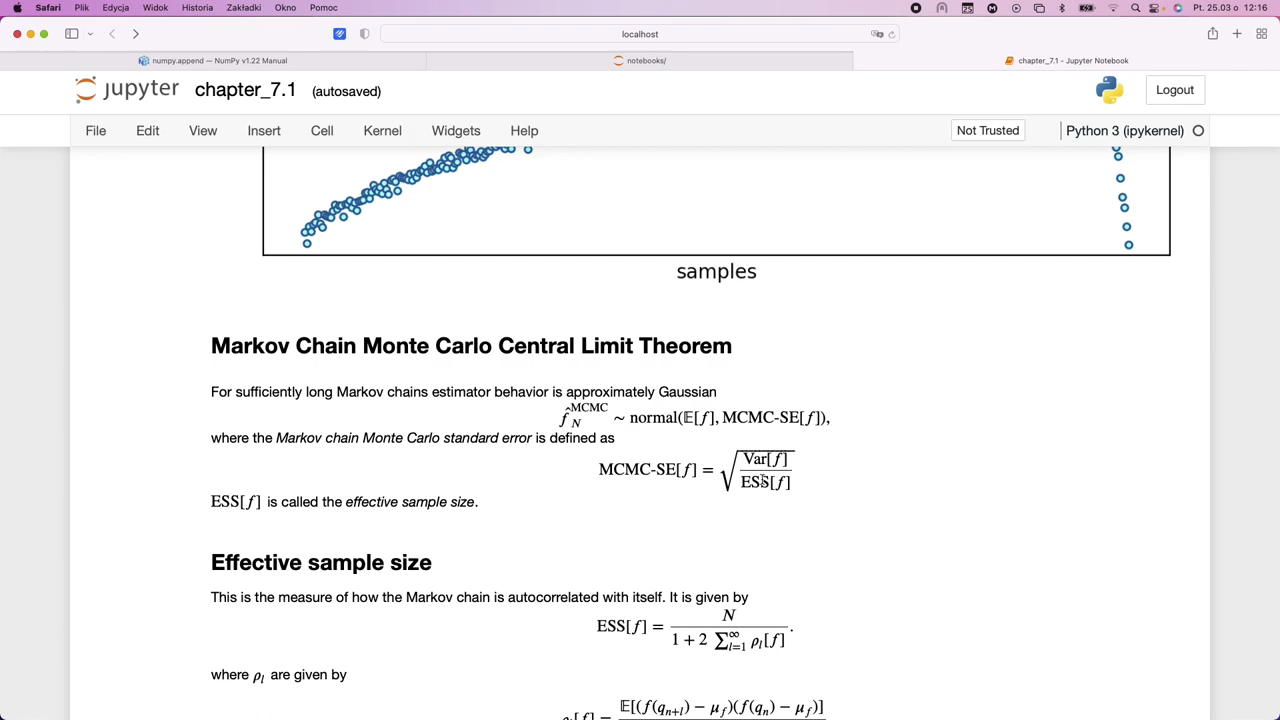 Safari Plik Edycja Widok Historia Zakładki Okno Pomoc Pt. 25.03 o 12:16
localhost
numpy.append — NumPy v1.22 Manual notebooks/ chapter_7.1 - Jupyter Notebook
jupyter chapter_7.1 (autosaved) Logout
File Edit View Insert Cell Kernel Widgets Help Not Trusted Python 3 (ipykernel)
samples
Markov Chain Monte Carlo Central Limit Theorem
For sufficiently long Markov chains estimator behavior is approximately Gaussian
f̂_N^MCMC ∼ normal(𝔼[f], MCMC-SE[f]),
where the Markov chain Monte Carlo standard error is defined as
MCMC-SE[f] = √(Var[f] / ESS[f])
ESS[f] is called the effective sample size.
Effective sample size
This is the measure of how the Markov chain is autocorrelated with itself. It is given by
ESS[f] = N / (1 + 2 ∑_{l=1}^∞ ρ_l[f]).
where ρ_l are given by
𝔼[(f(q_{n+l}) − μ_f)(f(q_n) − μ_f)]